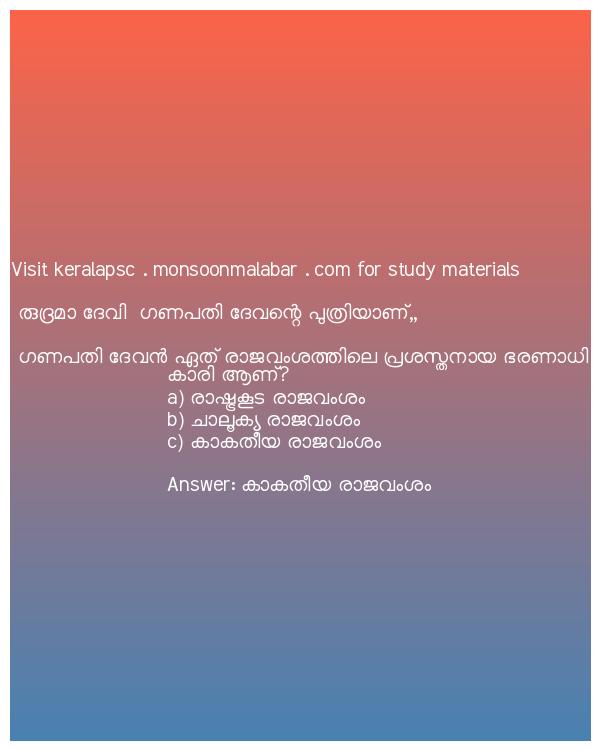 Visit keralapsc . monsoonmalabar . com for study materials
രുദ്രമാ ദേവി ഗണപതി ദേവന്റെ പുത്രിയാണ്,,
ഗണപതി ദേവൻ ഏത് രാജവംശത്തിലെ പ്രശസ്തനായ ഭരണാധി
കാരി ആണ്?
a) രാഷ്ട്രകൂട രാജവംശം
b) ചാലൂക്യ രാജവംശം
c) കാകതീയ രാജവംശം
Answer: കാകതീയ രാജവംശം